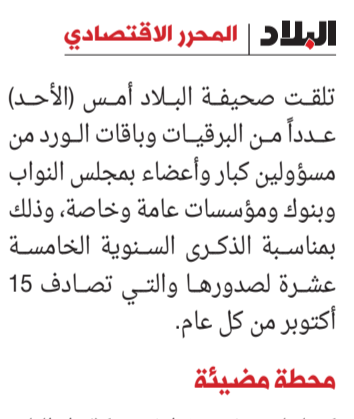 البلاد | المحرر الاقتصادي
تلقت صحيفة البلاد أمس (الأحد)
عدداً من البرقيات وباقات الورد من
مسؤولين كبار وأعضاء بمجلس النواب
وبنوك ومؤسسات عامة وخاصة، وذلك
بمناسبة الذكرى السنوية الخامسة
عشرة لصدورها والتي تصادف 15
أكتوبر من كل عام.
محطة مضيئة